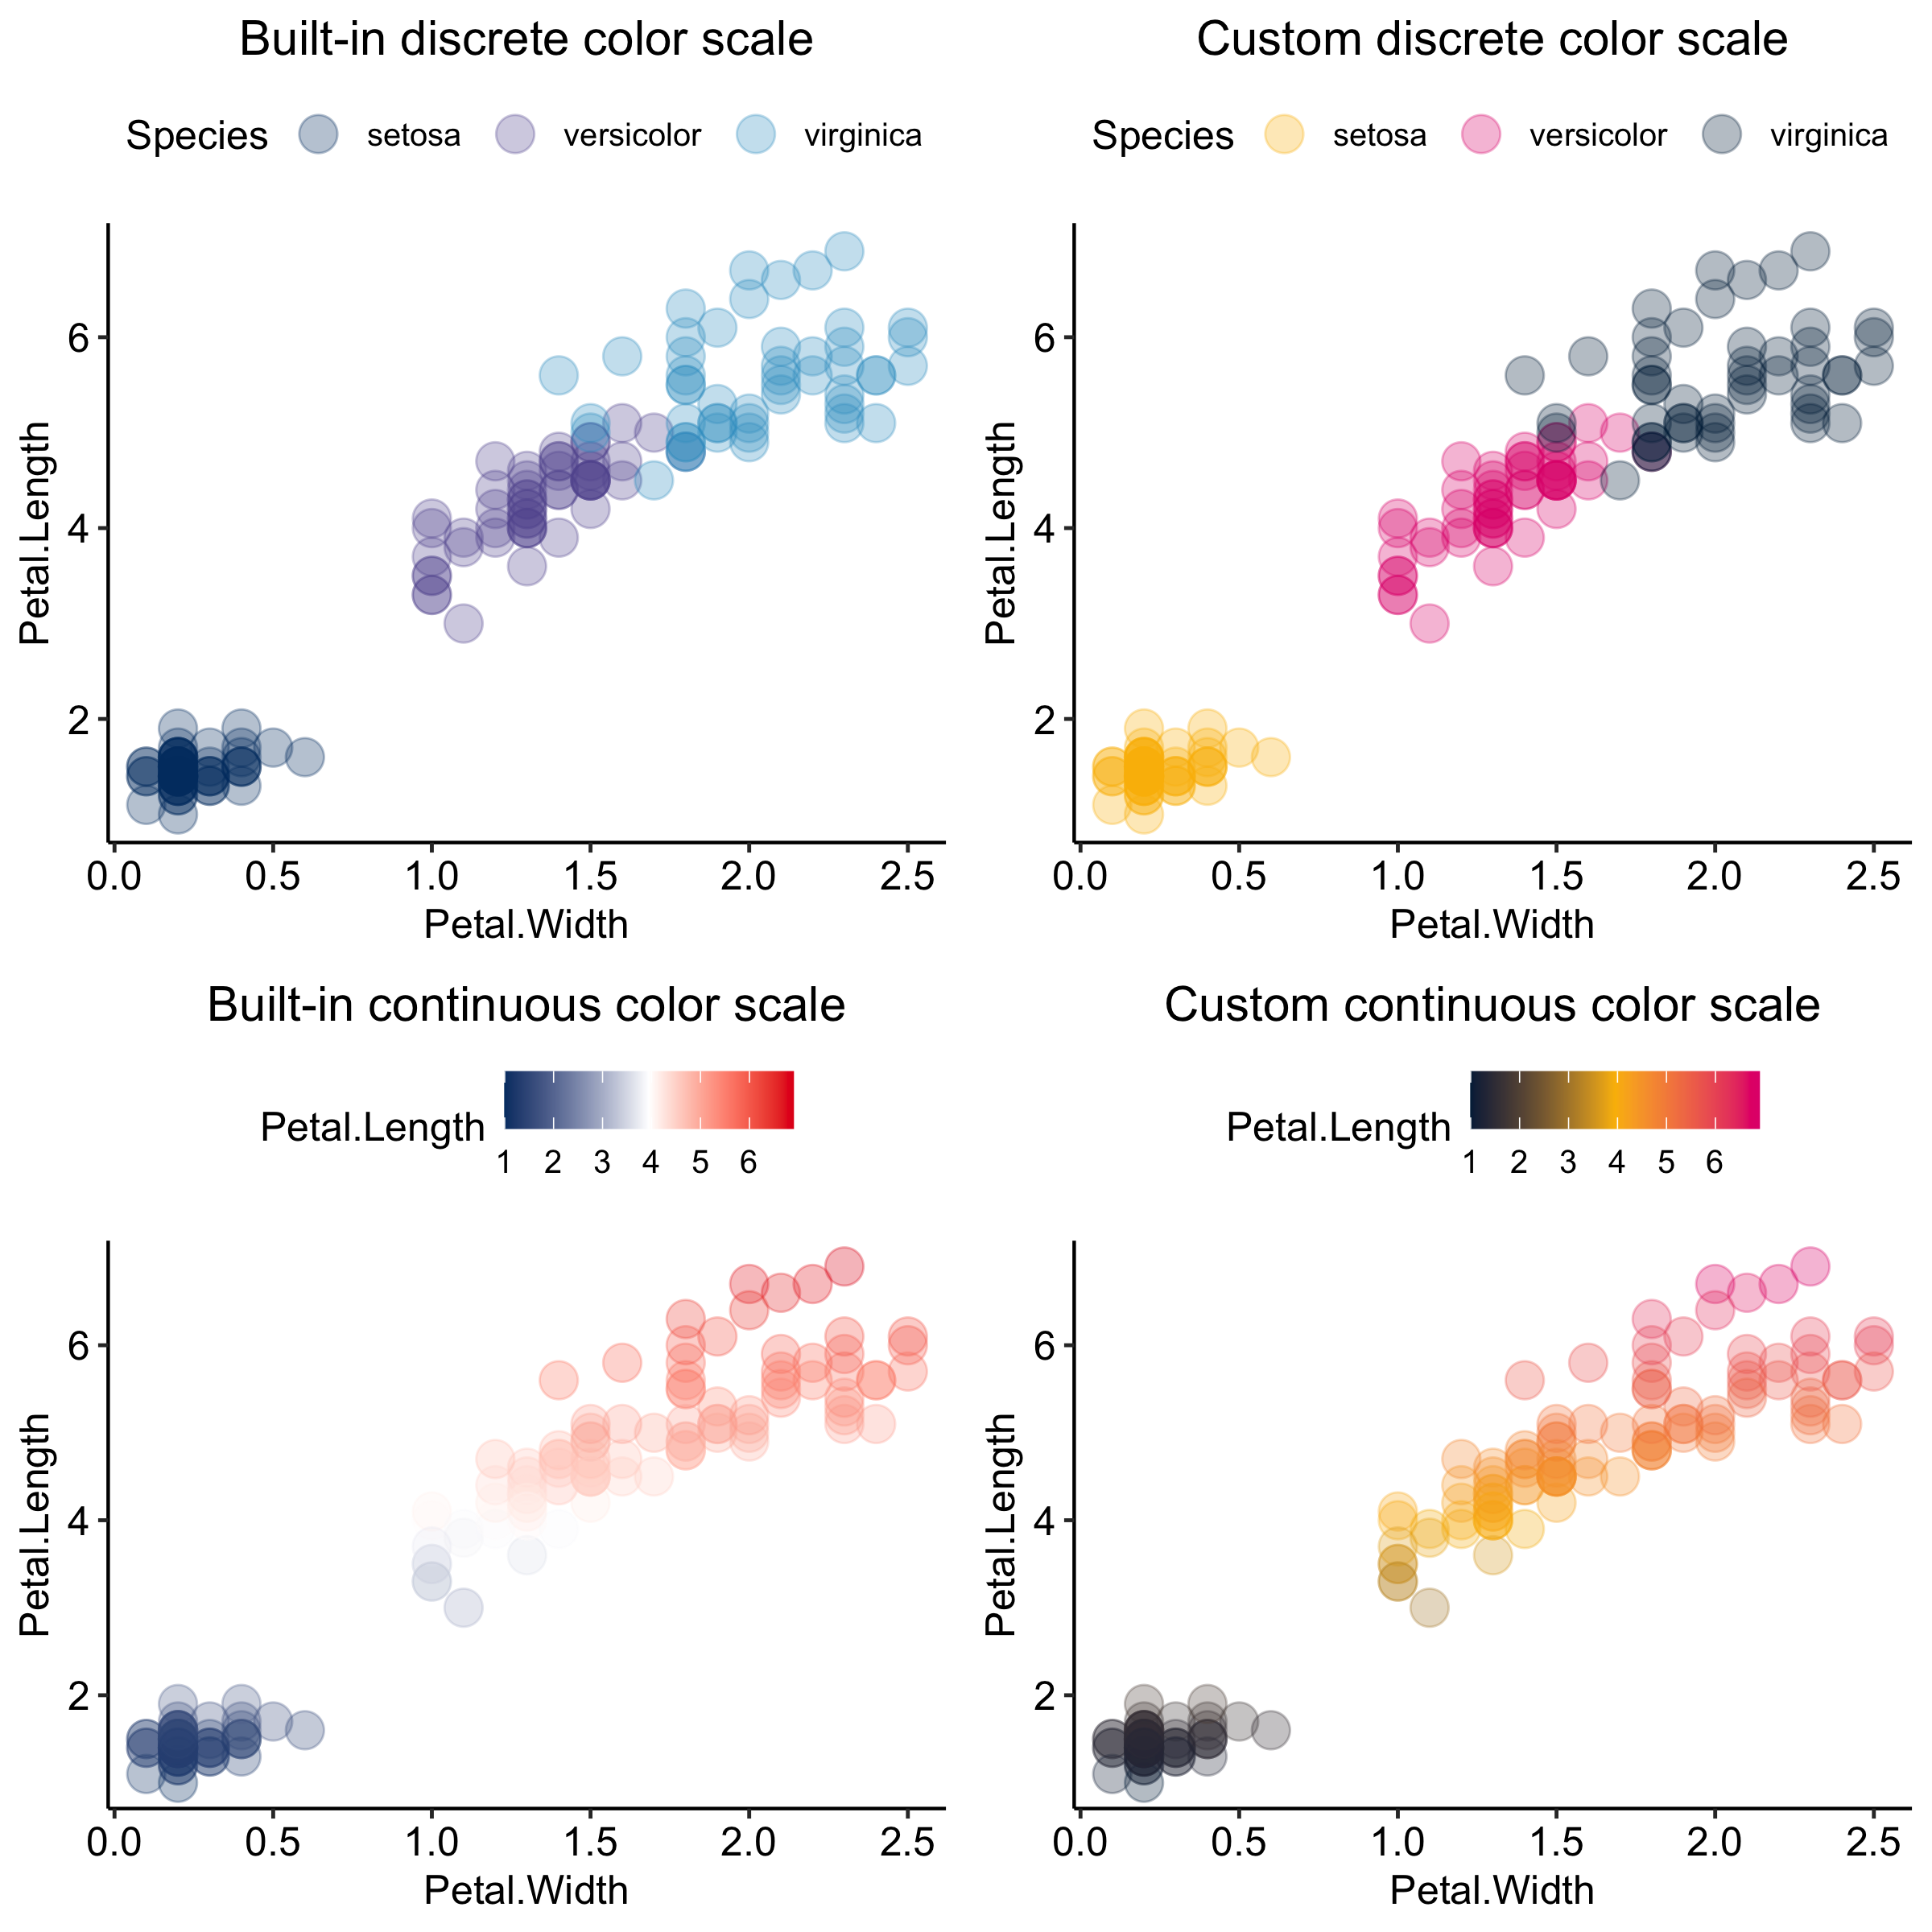 Built-in discrete color scale
Species setosa versicolor virginica
Petal.Length
6
4
2
0.0 0.5 1.0 1.5 2.0 2.5
Petal.Width
Custom discrete color scale
Species setosa versicolor virginica
Petal.Length
6
4
2
0.0 0.5 1.0 1.5 2.0 2.5
Petal.Width
Built-in continuous color scale
Petal.Length
1 2 3 4 5 6
Petal.Length
6
4
2
0.0 0.5 1.0 1.5 2.0 2.5
Petal.Width
Custom continuous color scale
Petal.Length
1 2 3 4 5 6
Petal.Length
6
4
2
0.0 0.5 1.0 1.5 2.0 2.5
Petal.Width